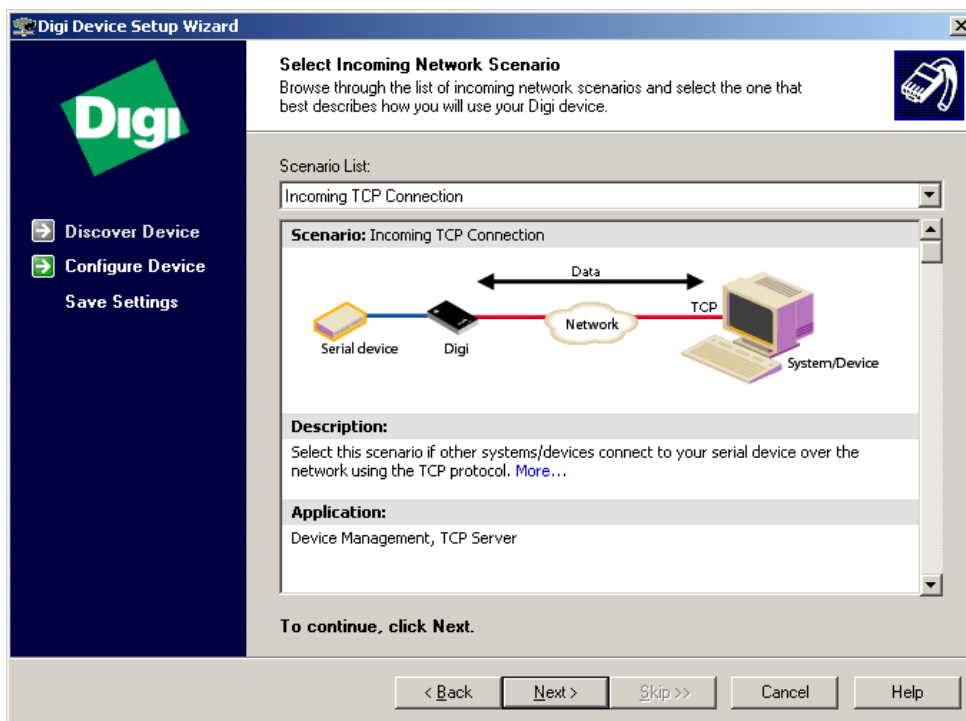 Digi Device Setup Wizard
Digi
Discover Device
Configure Device
Save Settings
Select Incoming Network Scenario
Browse through the list of incoming network scenarios and select the one that
best describes how you will use your Digi device.
Scenario List:
Incoming TCP Connection
Scenario: Incoming TCP Connection
Data
TCP
Network
Serial device
Digi
System/Device
Description:
Select this scenario if other systems/devices connect to your serial device over the
network using the TCP protocol. More...
Application:
Device Management, TCP Server
To continue, click Next.
< Back
Next >
Skip >>
Cancel
Help